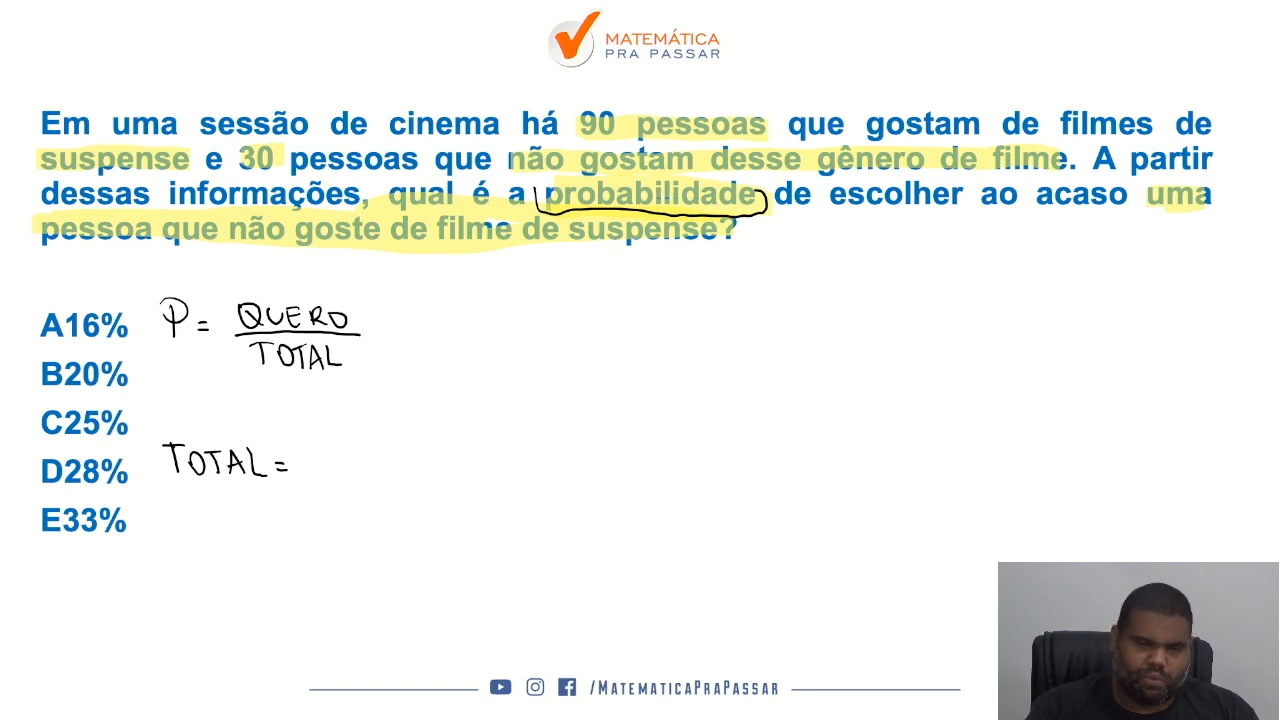 MATEMÁTICA
PRA PASSAR
Em uma sessão de cinema há 90 pessoas que gostam de filmes de
suspense e 30 pessoas que não gostam desse gênero de filme. A partir
dessas informações, qual é a probabilidade de escolher ao acaso uma
pessoa que não goste de filme de suspense?
A16%
P = QUERO
TOTAL
B20%
C25%
D28%
TOTAL =
E33%
/MATEMATICAPRAPASSAR